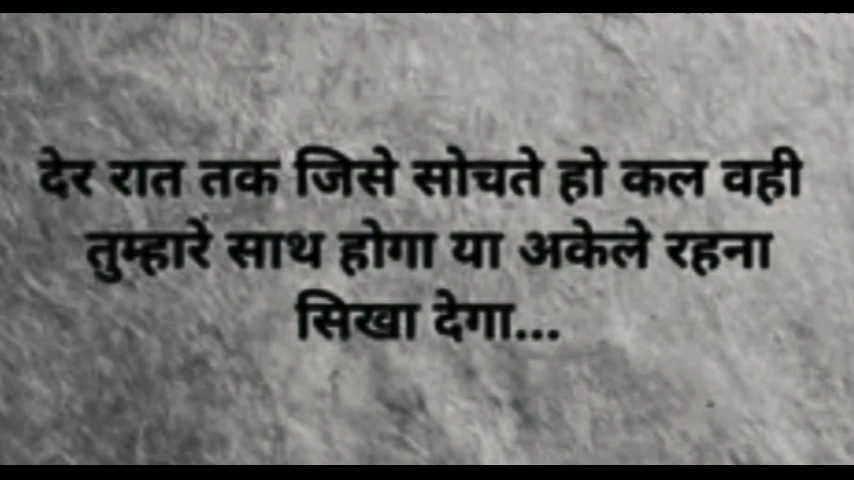 देर रात तक जिसे सोचते हो कल वही
तुम्हारे साथ होगा या अकेले रहना
सिखा देगा...